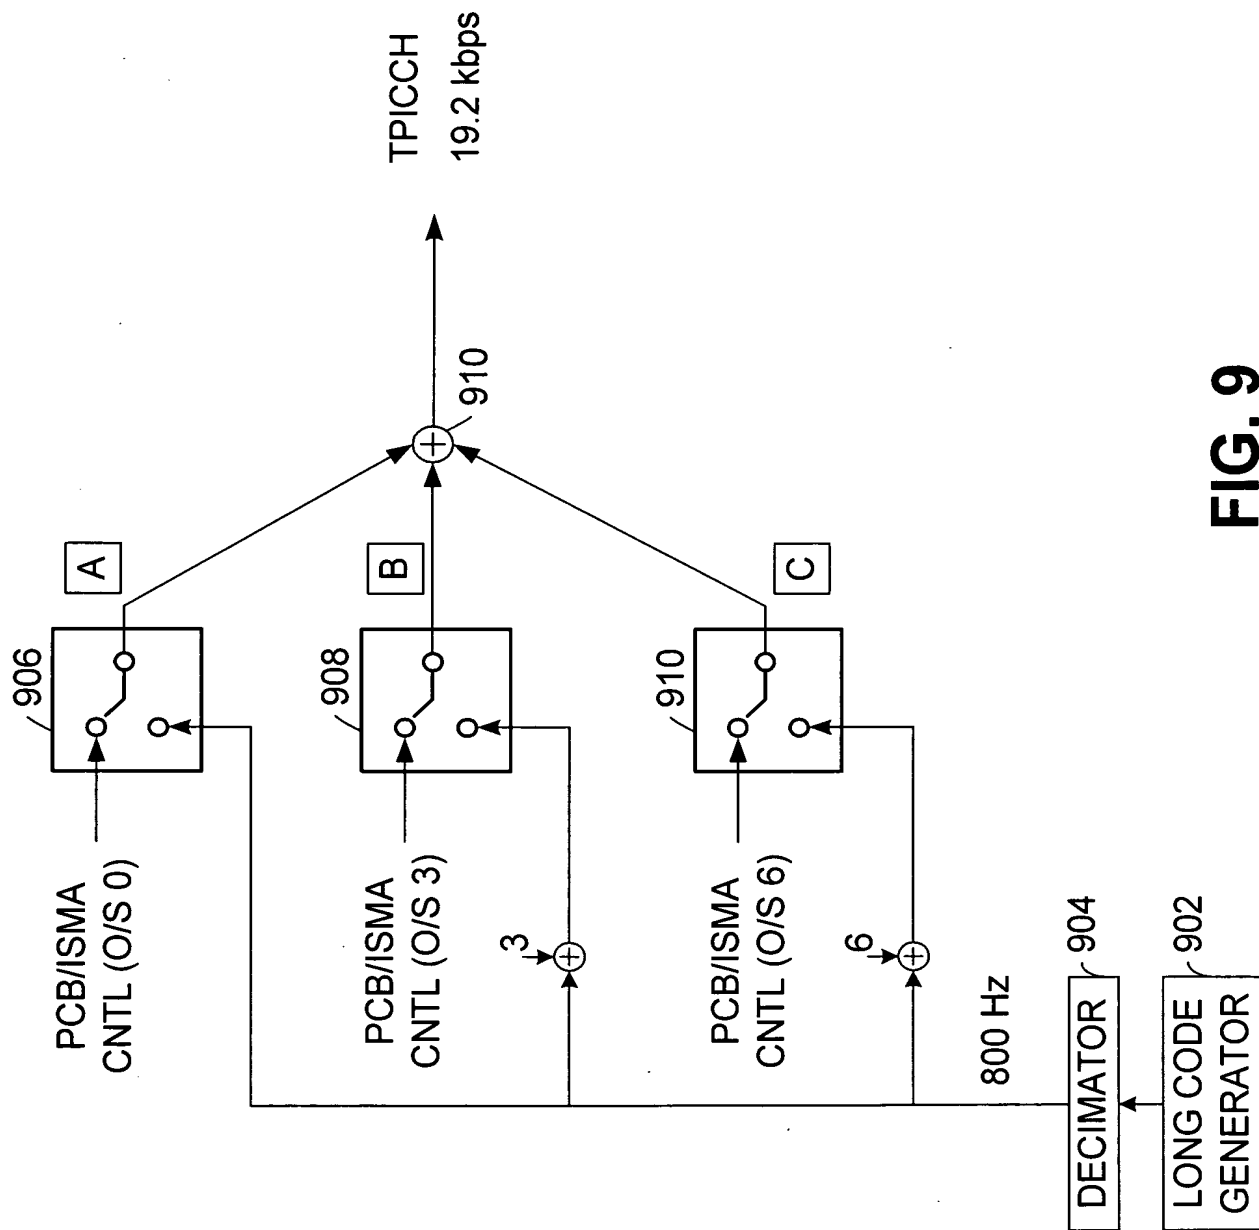 906
PCB/ISMA
CNTL (O/S 0)
A
908
PCB/ISMA
CNTL (O/S 3)
B
3
910
TPICCH
19.2 kbps
910
PCB/ISMA
CNTL (O/S 6)
C
6
800 Hz
DECIMATOR
904
LONG CODE
GENERATOR
902
FIG. 9